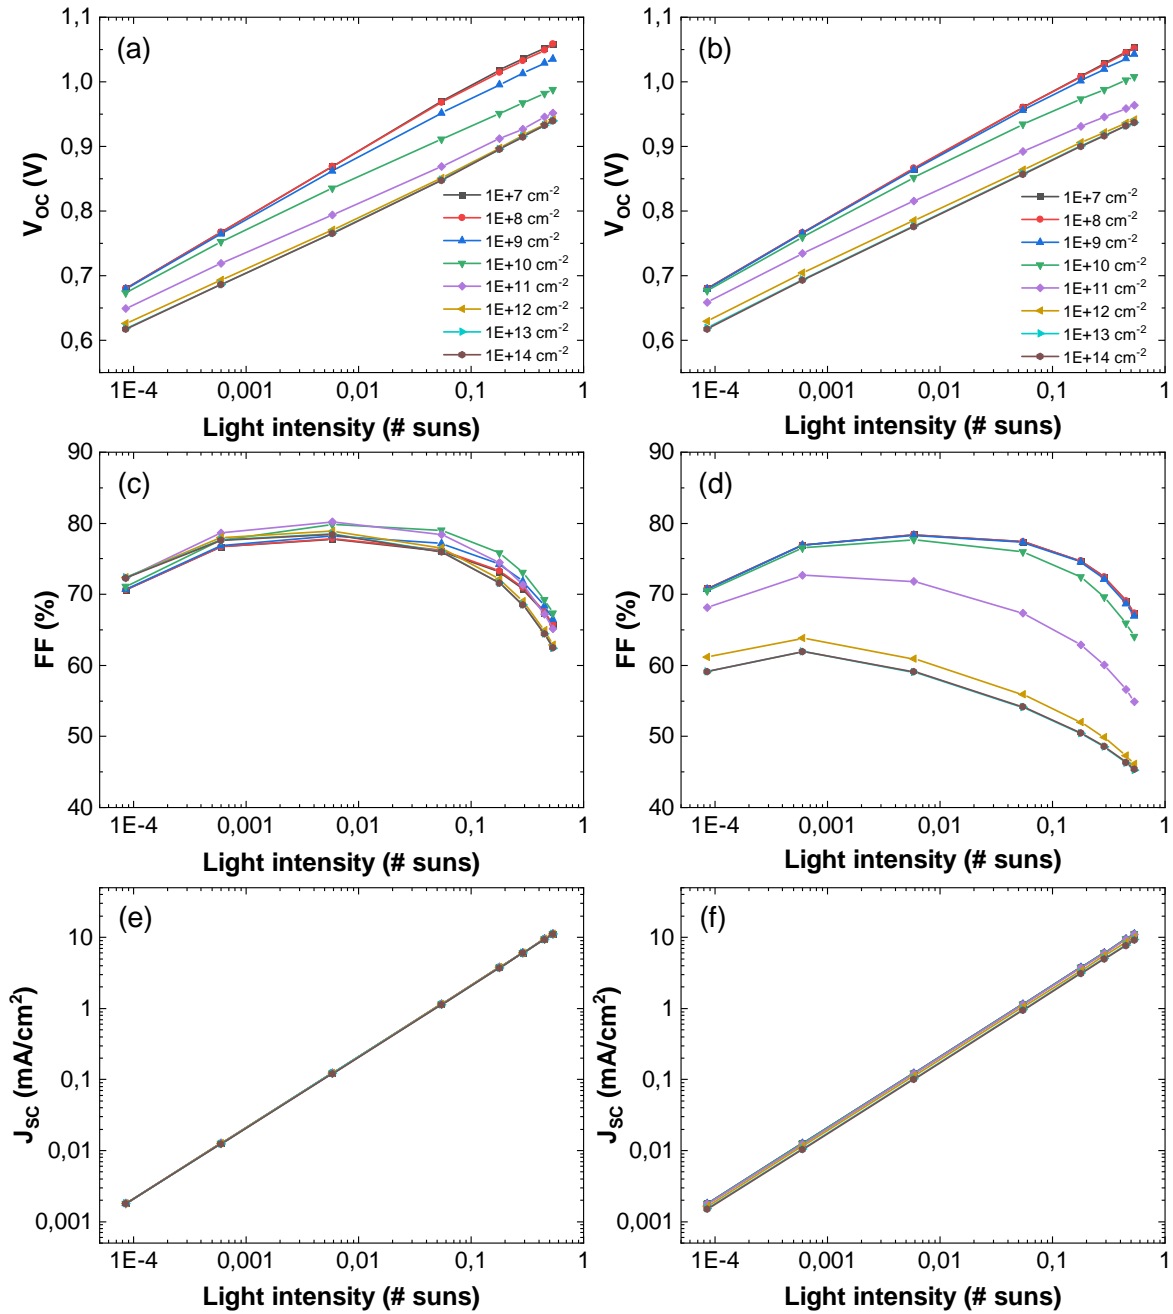 (a)
1,1
1,0
0,9
0,8
0,7
0,6
V_OC (V)
1E+7 cm^-2
1E+8 cm^-2
1E+9 cm^-2
1E+10 cm^-2
1E+11 cm^-2
1E+12 cm^-2
1E+13 cm^-2
1E+14 cm^-2
1E-4 0,001 0,01 0,1 1
Light intensity (# suns)
(b)
1,1
1,0
0,9
0,8
0,7
0,6
V_OC (V)
1E+7 cm^-2
1E+8 cm^-2
1E+9 cm^-2
1E+10 cm^-2
1E+11 cm^-2
1E+12 cm^-2
1E+13 cm^-2
1E+14 cm^-2
1E-4 0,001 0,01 0,1 1
Light intensity (# suns)
(c)
90
80
70
60
50
40
FF (%)
1E-4 0,001 0,01 0,1 1
Light intensity (# suns)
(d)
90
80
70
60
50
40
FF (%)
1E-4 0,001 0,01 0,1 1
Light intensity (# suns)
(e)
10
1
0,1
0,01
0,001
J_SC (mA/cm^2)
1E-4 0,001 0,01 0,1 1
Light intensity (# suns)
(f)
10
1
0,1
0,01
0,001
J_SC (mA/cm^2)
1E-4 0,001 0,01 0,1 1
Light intensity (# suns)